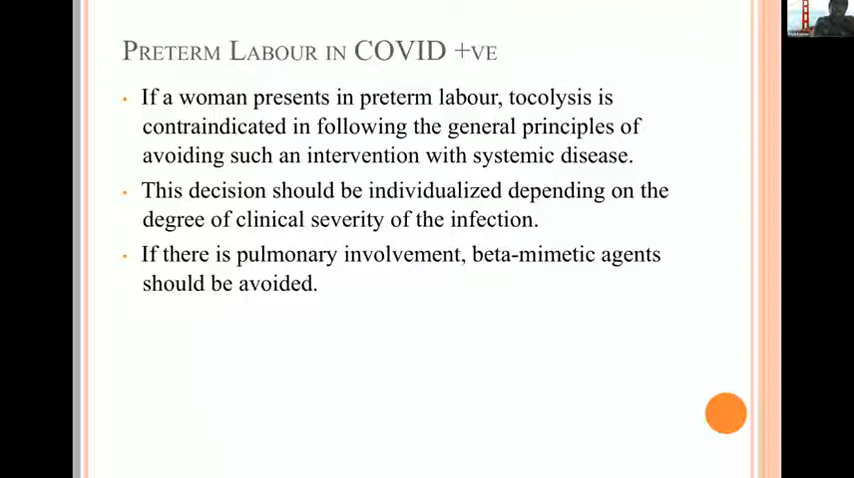 PRETERM LABOUR IN COVID +VE
• If a woman presents in preterm labour, tocolysis is
contraindicated in following the general principles of
avoiding such an intervention with systemic disease.
• This decision should be individualized depending on the
degree of clinical severity of the infection.
• If there is pulmonary involvement, beta-mimetic agents
should be avoided.